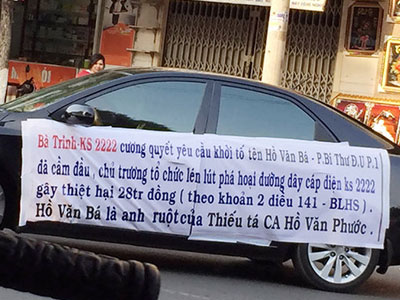 Bà Trinh-KS 2222 cương quyết yêu cầu khởi tố tên Hồ Văn Bá - P.Bí Thư Đ.U P.1
đã cầm đầu , chủ trương tổ chức lén lút phá hoại đường dây cáp điện ks 2222
gây thiệt hại 28tr đồng ( theo khoản 2 điều 141 - BLHS ) .
Hồ Văn Bá là anh ruột của Thiếu tá CA Hồ Văn Phước .